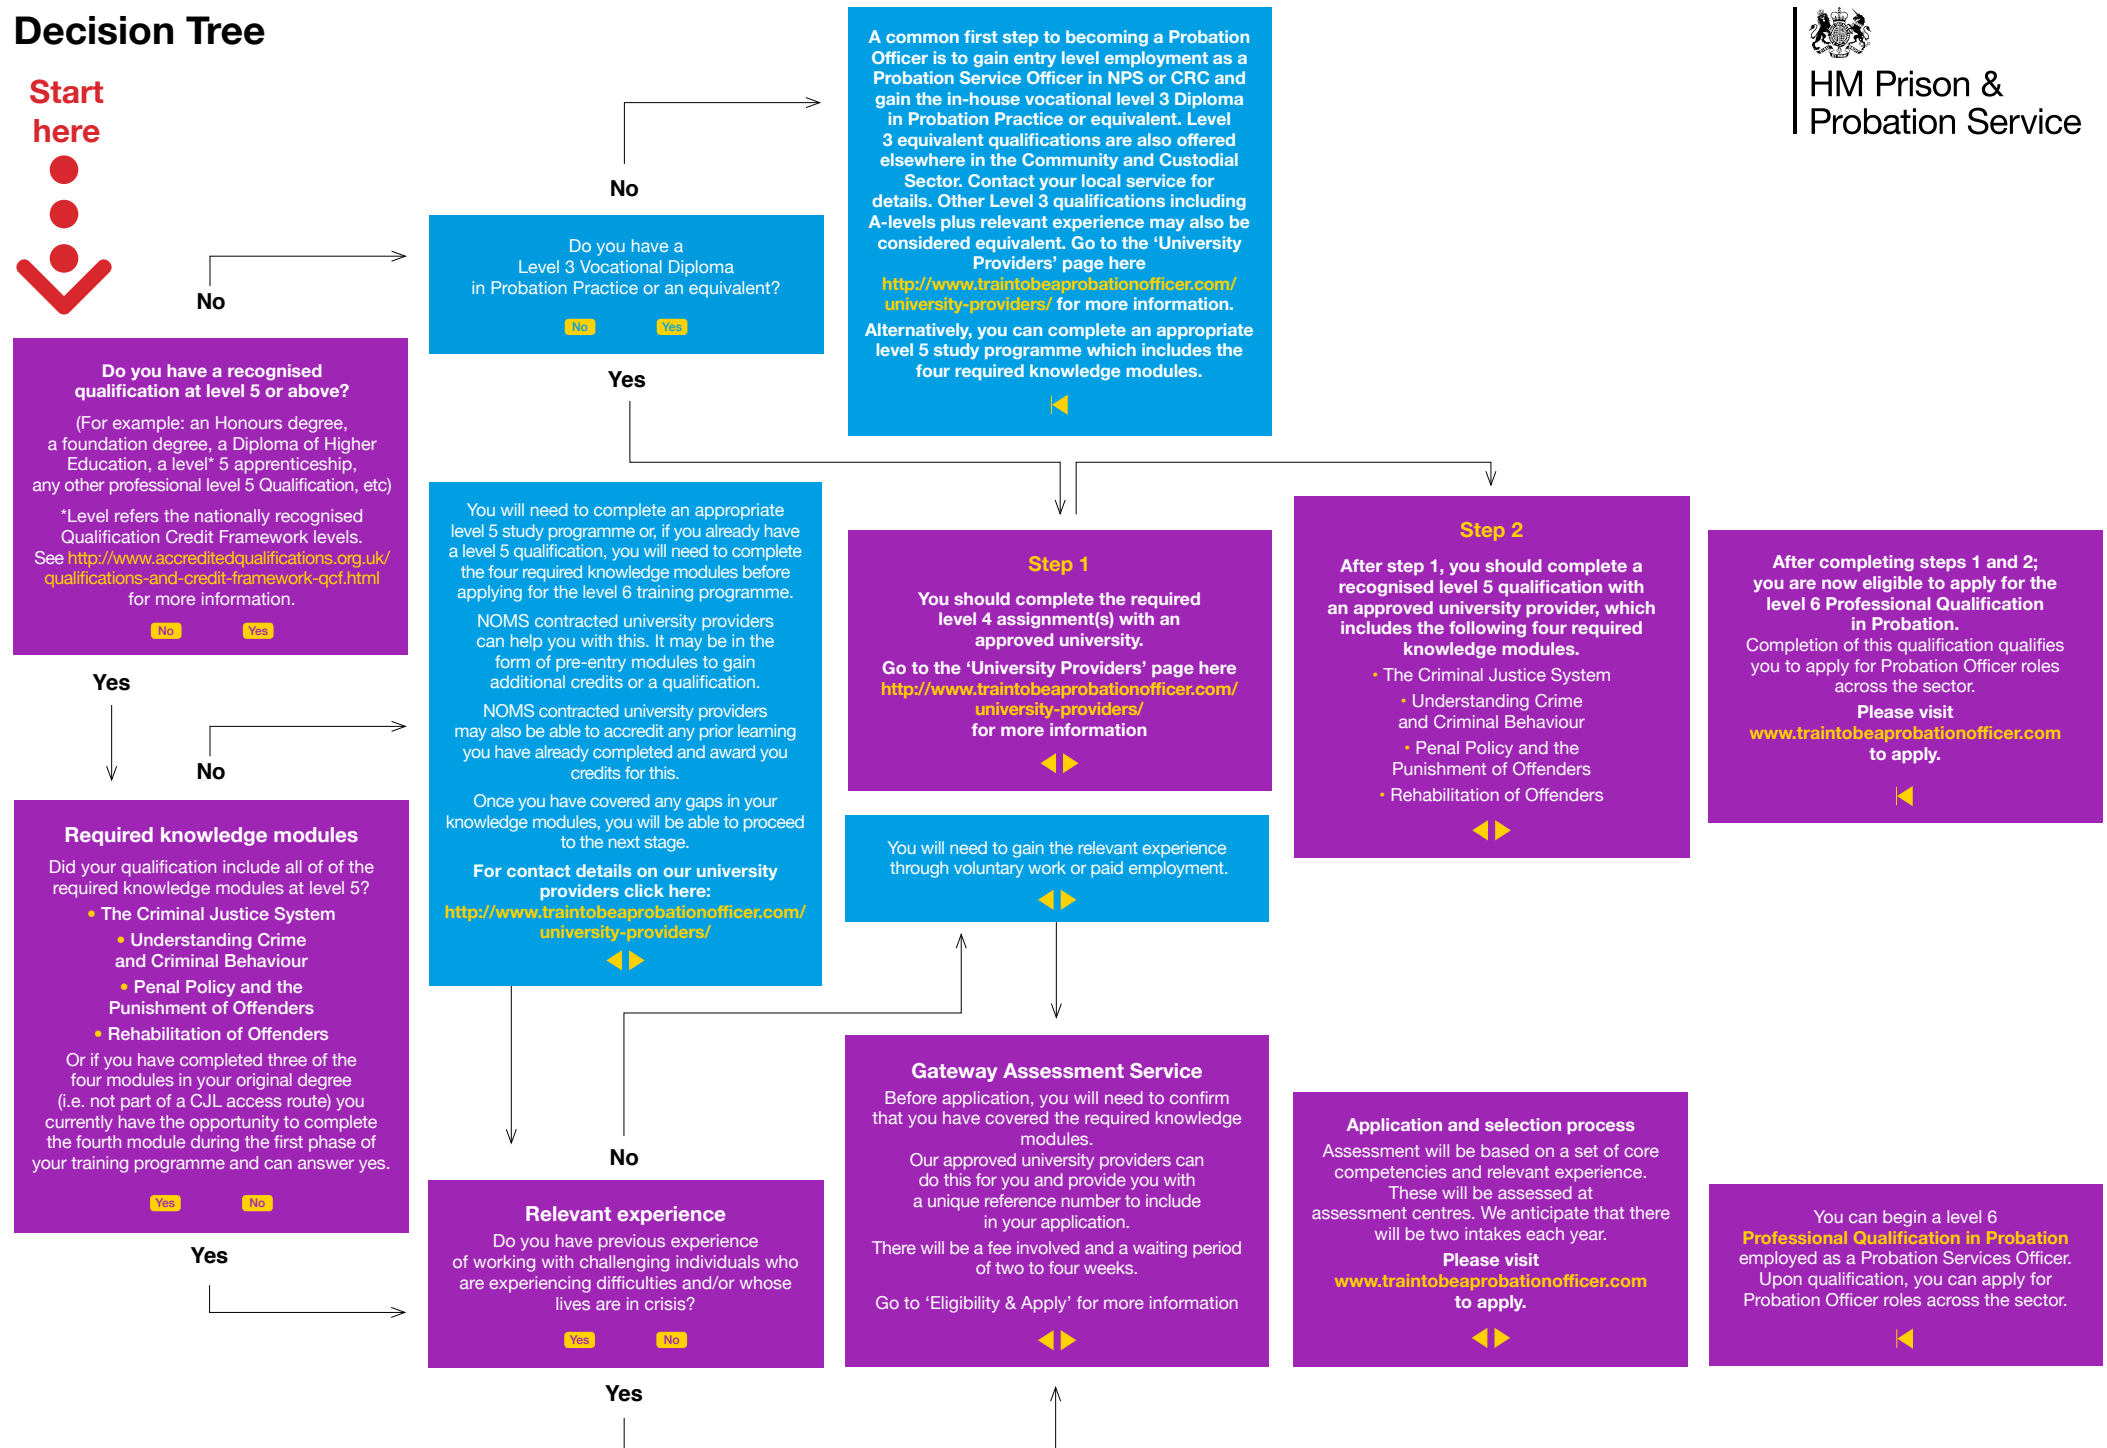 Decision Tree
Start
here
HM Prison &
Probation Service
No
Do you have a recognised
qualification at level 5 or above?
(For example: an Honours degree,
a foundation degree, a Diploma of Higher
Education, a level* 5 apprenticeship,
any other professional level 5 Qualification, etc)
*Level refers the nationally recognised
Qualification Credit Framework levels.
See http://www.accreditedqualifications.org.uk/
qualifications-and-credit-framework-qcf.html
for more information.
No Yes
Yes
No
Required knowledge modules
Did your qualification include all of of the
required knowledge modules at level 5?
• The Criminal Justice System
• Understanding Crime
and Criminal Behaviour
• Penal Policy and the
Punishment of Offenders
• Rehabilitation of Offenders
Or if you have completed three of the
four modules in your original degree
(i.e. not part of a CJL access route) you
currently have the opportunity to complete
the fourth module during the first phase of
your training programme and can answer yes.
Yes No
Yes
No
Do you have a
Level 3 Vocational Diploma
in Probation Practice or an equivalent?
No Yes
Yes
You will need to complete an appropriate
level 5 study programme or, if you already have
a level 5 qualification, you will need to complete
the four required knowledge modules before
applying for the level 6 training programme.
NOMS contracted university providers
can help you with this. It may be in the
form of pre-entry modules to gain
additional credits or a qualification.
NOMS contracted university providers
may also be able to accredit any prior learning
you have already completed and award you
credits for this.
Once you have covered any gaps in your
knowledge modules, you will be able to proceed
to the next stage.
For contact details on our university
providers click here:
http://www.traintobeaprobationofficer.com/
university-providers/
No
Relevant experience
Do you have previous experience
of working with challenging individuals who
are experiencing difficulties and/or whose
lives are in crisis?
Yes No
Yes
A common first step to becoming a Probation
Officer is to gain entry level employment as a
Probation Service Officer in NPS or CRC and
gain the in-house vocational level 3 Diploma
in Probation Practice or equivalent. Level
3 equivalent qualifications are also offered
elsewhere in the Community and Custodial
Sector. Contact your local service for
details. Other Level 3 qualifications including
A-levels plus relevant experience may also be
considered equivalent. Go to the ‘University
Providers’ page here
http://www.traintobeaprobationofficer.com/
university-providers/ for more information.
Alternatively, you can complete an appropriate
level 5 study programme which includes the
four required knowledge modules.
Step 1
You should complete the required
level 4 assignment(s) with an
approved university.
Go to the ‘University Providers’ page here
http://www.traintobeaprobationofficer.com/
university-providers/
for more information
You will need to gain the relevant experience
through voluntary work or paid employment.
Gateway Assessment Service
Before application, you will need to confirm
that you have covered the required knowledge
modules.
Our approved university providers can
do this for you and provide you with
a unique reference number to include
in your application.
There will be a fee involved and a waiting period
of two to four weeks.
Go to ‘Eligibility & Apply’ for more information
Step 2
After step 1, you should complete a
recognised level 5 qualification with
an approved university provider, which
includes the following four required
knowledge modules.
• The Criminal Justice System
• Understanding Crime
and Criminal Behaviour
• Penal Policy and the
Punishment of Offenders
• Rehabilitation of Offenders
Application and selection process
Assessment will be based on a set of core
competencies and relevant experience.
These will be assessed at
assessment centres. We anticipate that there
will be two intakes each year.
Please visit
www.traintobeaprobationofficer.com
to apply.
After completing steps 1 and 2;
you are now eligible to apply for the
level 6 Professional Qualification
in Probation.
Completion of this qualification qualifies
you to apply for Probation Officer roles
across the sector.
Please visit
www.traintobeaprobationofficer.com
to apply.
You can begin a level 6
Professional Qualification in Probation
employed as a Probation Services Officer.
Upon qualification, you can apply for
Probation Officer roles across the sector.